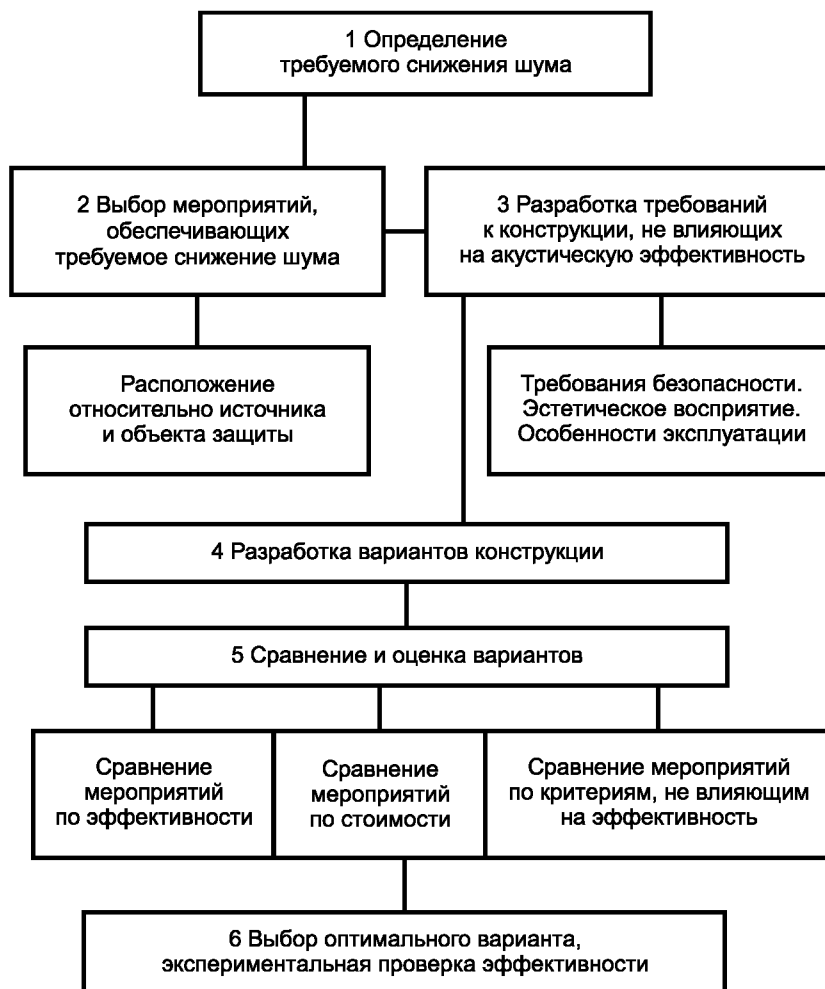 1 Определение
требуемого снижения шума
2 Выбор мероприятий,
обеспечивающих
требуемое снижение шума
3 Разработка требований
к конструкции, не влияющих
на акустическую эффективность
Расположение
относительно источника
и объекта защиты
Требования безопасности.
Эстетическое восприятие.
Особенности эксплуатации
4 Разработка вариантов конструкции
5 Сравнение и оценка вариантов
Сравнение
мероприятий
по эффективности
Сравнение
мероприятий
по стоимости
Сравнение мероприятий
по критериям, не влияющим
на эффективность
6 Выбор оптимального варианта,
экспериментальная проверка эффективности